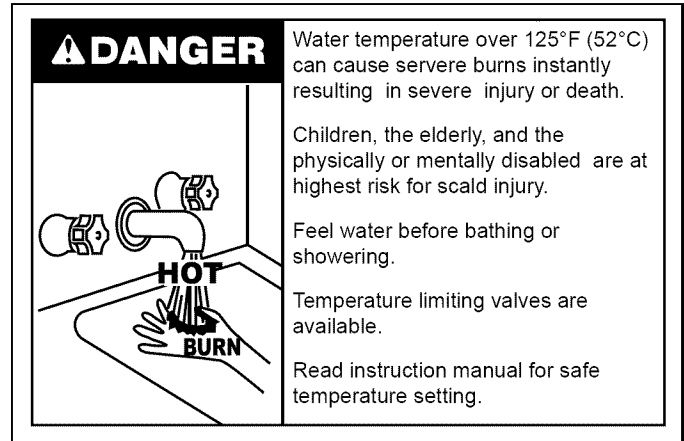 DANGER
Water temperature over 125°F (52°C)
can cause servere burns instantly
resulting in severe injury or death.
Children, the elderly, and the
physically or mentally disabled are at
highest risk for scald injury.
Feel water before bathing or
showering.
Temperature limiting valves are
available.
Read instruction manual for safe
temperature setting.
HOT
BURN